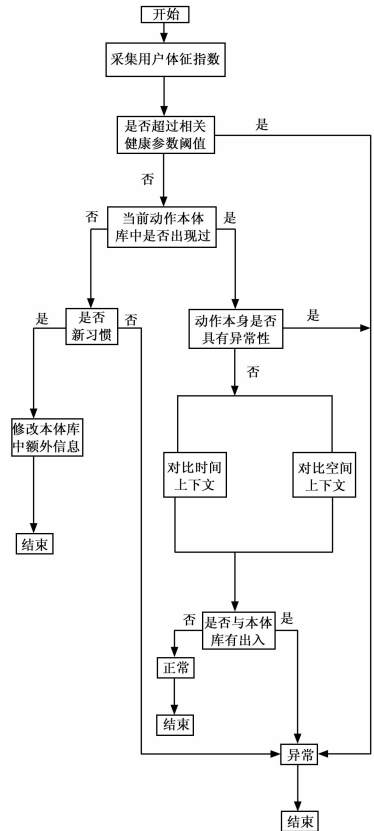 开始
采集用户体征指数
是否超过相关
健康参数阈值
是
否
否
当前动作本体
库中是否出现过
是
是
是否
新习惯
否
动作本身是否
具有异常性
是
否
修改本体库
中额外信息
对比时间
上下文
对比空间
上下文
结束
否
是否与本体
库有出入
是
正常
结束
异常
结束